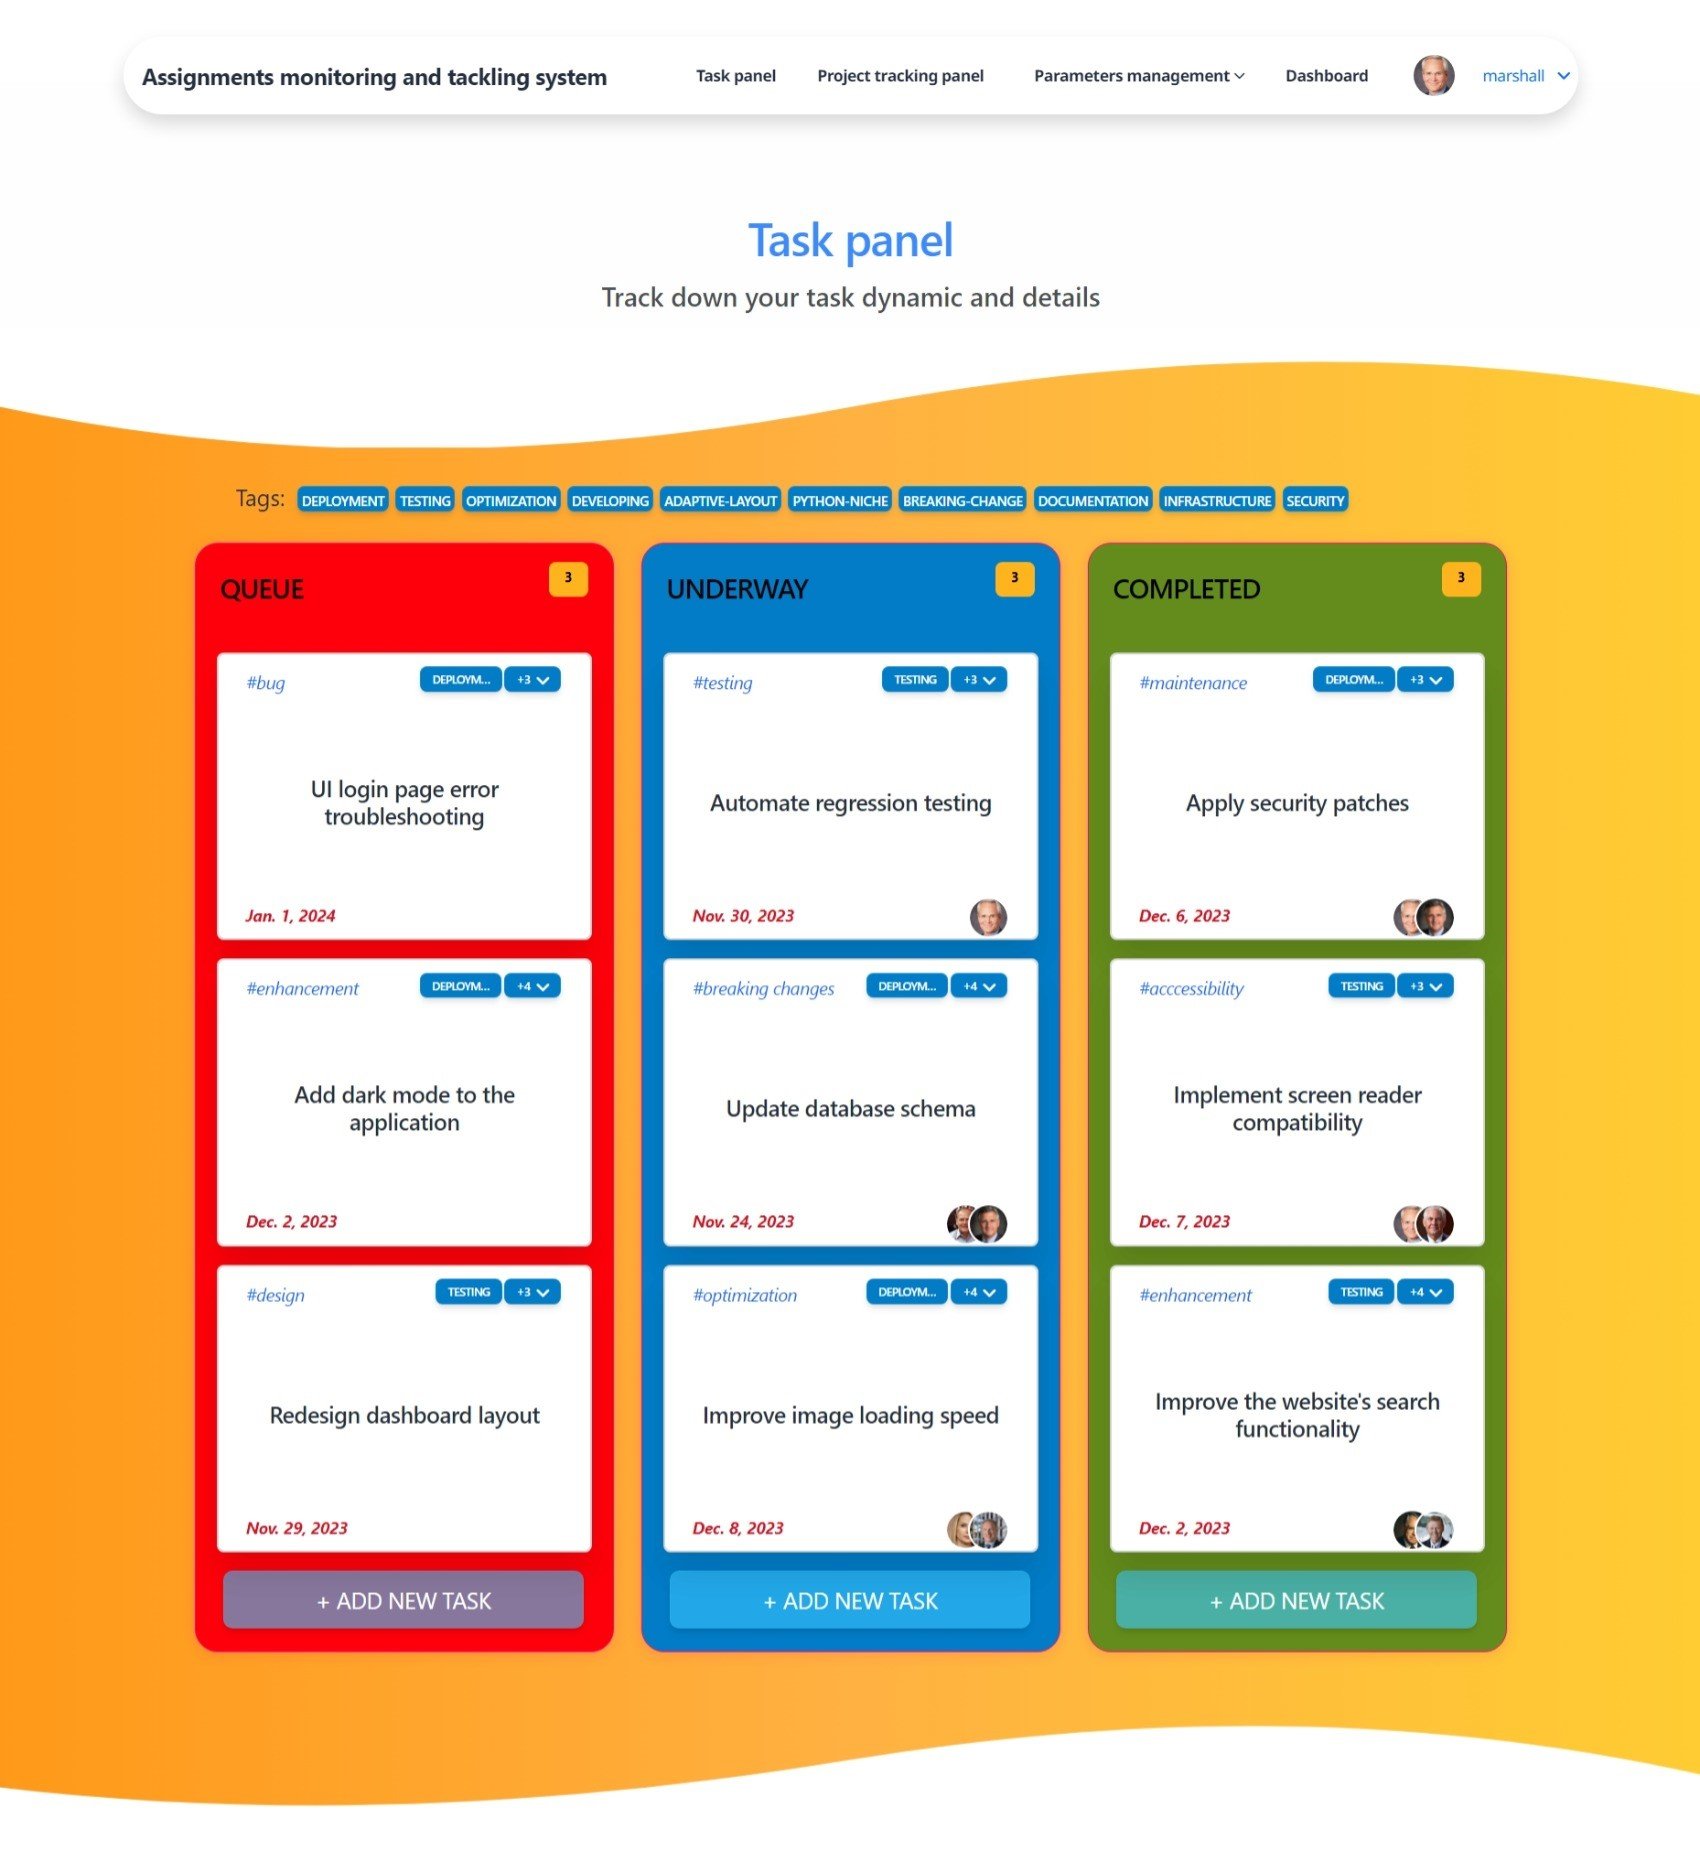 Assignments monitoring and tackling system
Task panel
Project tracking panel
Parameters management
Dashboard
marshall
Task panel
Track down your task dynamic and details
Tags: DEPLOYMENT TESTING OPTIMIZATION DEVELOPING ADAPTIVE-LAYOUT PYTHON-NICHE BREAKING-CHANGE DOCUMENTATION INFRASTRUCTURE SECURITY
QUEUE
3
#bug
DEPLOYM...
+3
UI login page error
troubleshooting
Jan. 1, 2024
#enhancement
DEPLOYM...
+4
Add dark mode to the
application
Dec. 2, 2023
#design
TESTING
+3
Redesign dashboard layout
Nov. 29, 2023
+ ADD NEW TASK
UNDERWAY
3
#testing
TESTING
+3
Automate regression testing
Nov. 30, 2023
#breaking changes
DEPLOYM...
+4
Update database schema
Nov. 24, 2023
#optimization
DEPLOYM...
+4
Improve image loading speed
Dec. 8, 2023
+ ADD NEW TASK
COMPLETED
3
#maintenance
DEPLOYM...
+3
Apply security patches
Dec. 6, 2023
#acccessibility
TESTING
+3
Implement screen reader
compatibility
Dec. 7, 2023
#enhancement
TESTING
+4
Improve the website's search
functionality
Dec. 2, 2023
+ ADD NEW TASK